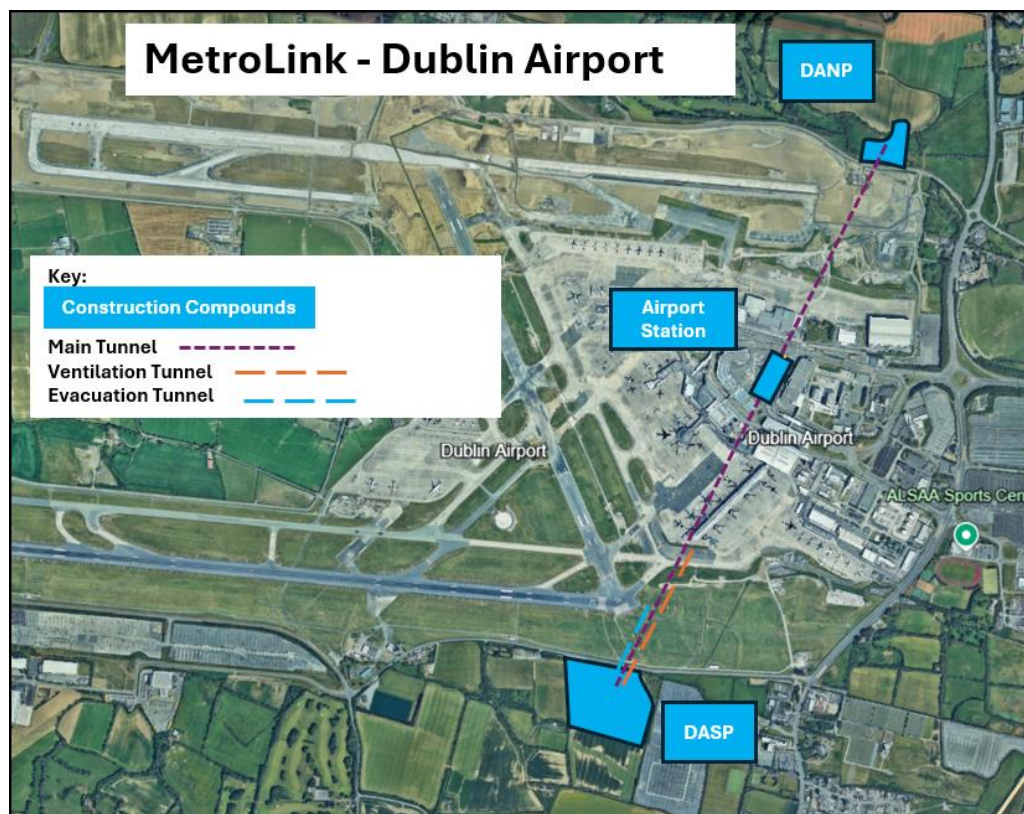 MetroLink - Dublin Airport
DANP
Key:
Construction Compounds
Main Tunnel
Ventilation Tunnel
Evacuation Tunnel
Airport
Station
Dublin Airport
Dublin Airport
ALSAA Sports Cen
DASP